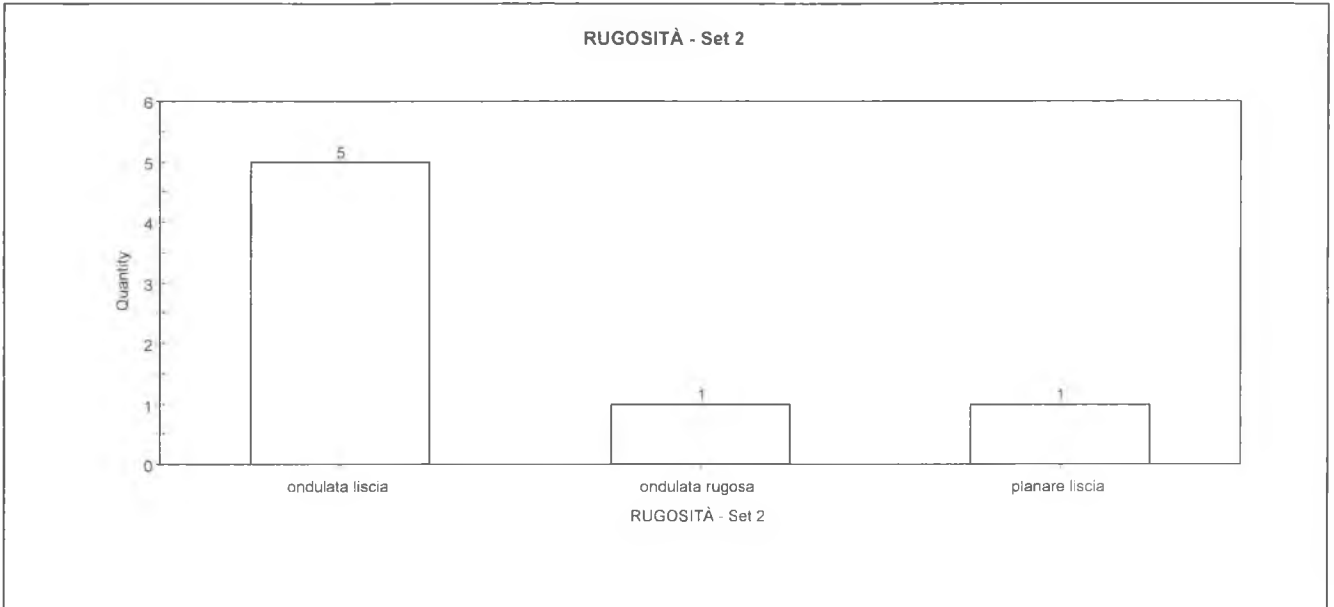 RUGOSITÀ - Set 2
6
5
4
3
2
1
0
Quantity
5
1
1
ondulata liscia
ondulata rugosa
planare liscia
RUGOSITÀ - Set 2